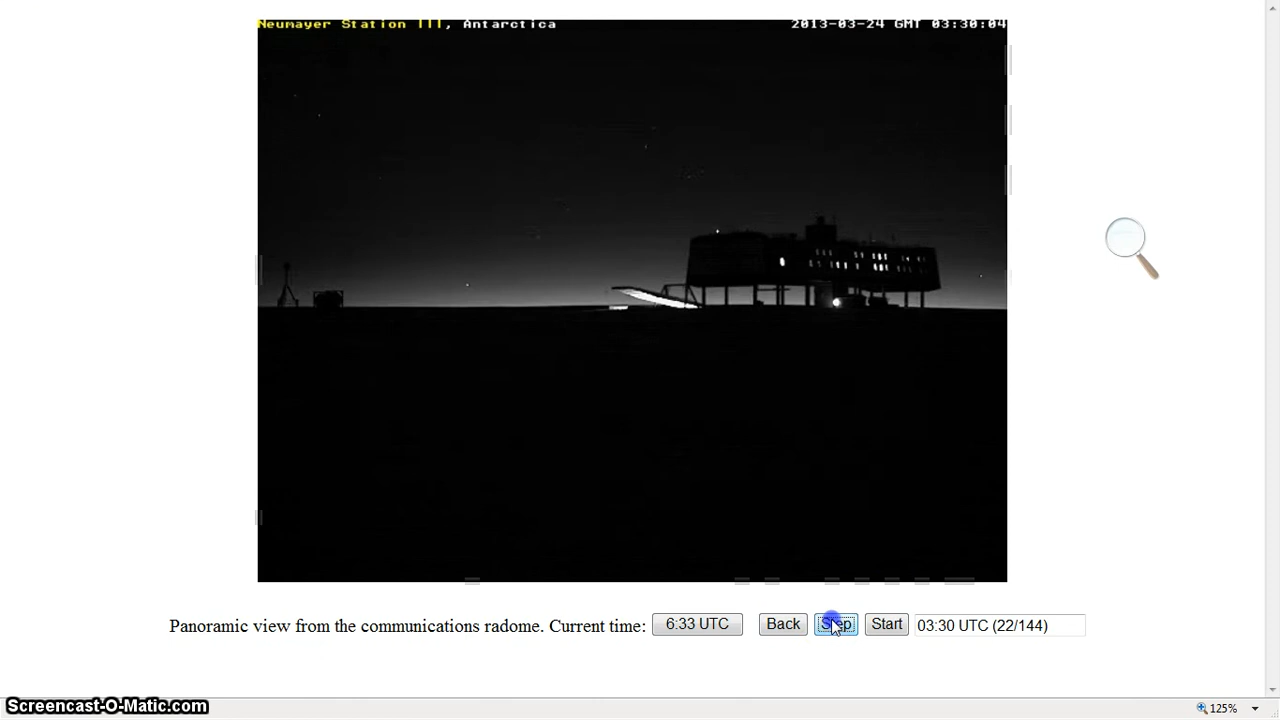 Neumayer Station III, Antarctica 2013-03-24 GMT 03:30:04
Panoramic view from the communications radome. Current time: 6:33 UTC Back Step Start 03:30 UTC (22/144)
Screencast-O-Matic.com 125%